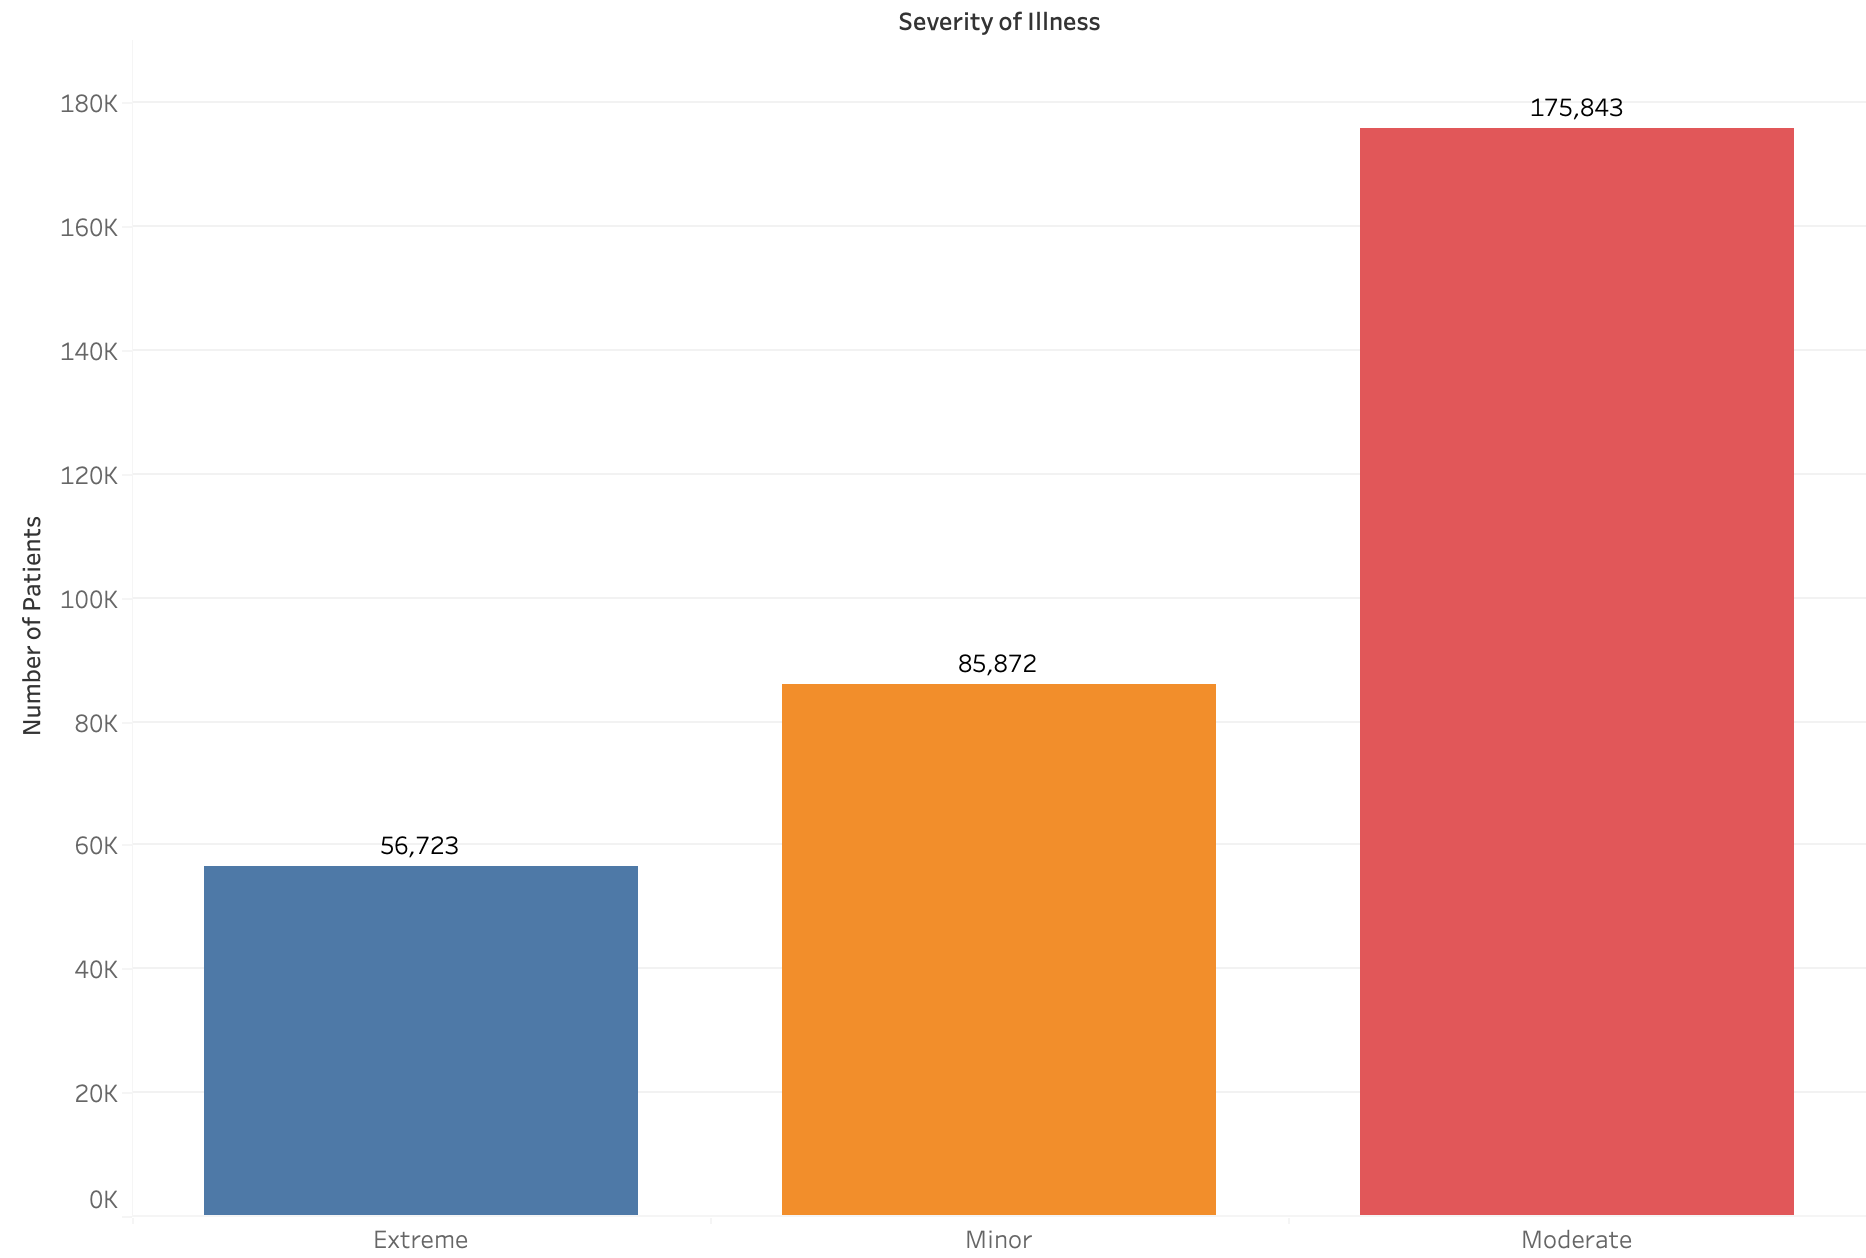 Severity of Illness
Number of Patients
180K
160K
140K
120K
100K
80K
60K
40K
20K
0K
56,723
85,872
175,843
Extreme
Minor
Moderate